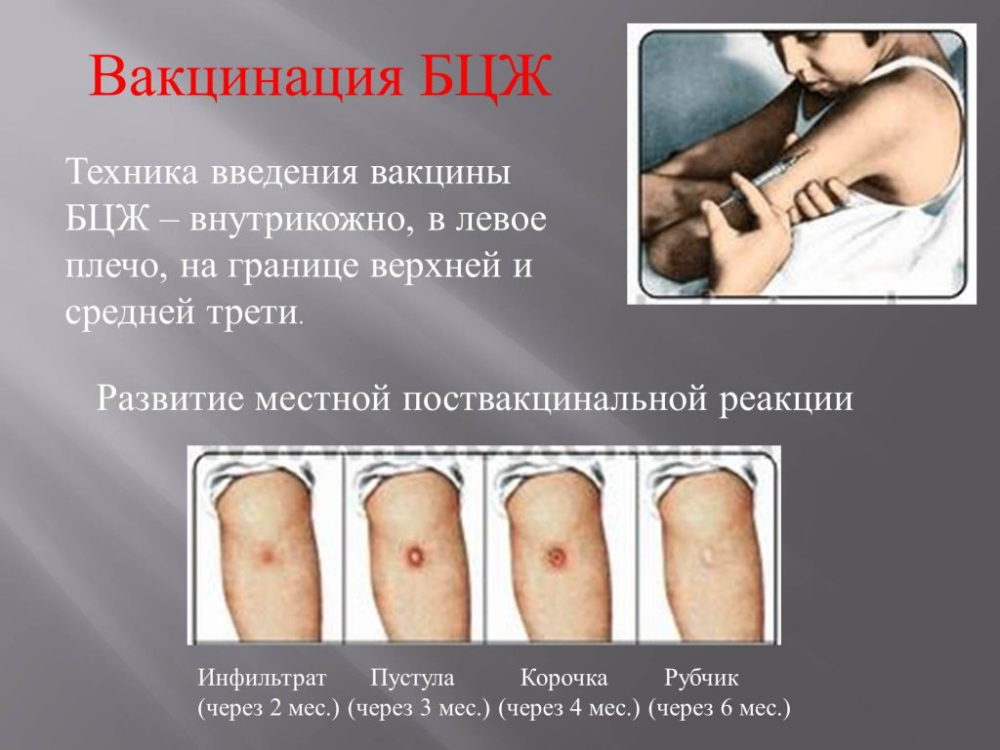 Вакцинация БЦЖ
Техника введения вакцины
БЦЖ – внутрикожно, в левое
плечо, на границе верхней и
средней трети.
Развитие местной поствакцинальной реакции
Инфильтрат Пустула Корочка Рубчик
(через 2 мес.) (через 3 мес.) (через 4 мес.) (через 6 мес.)